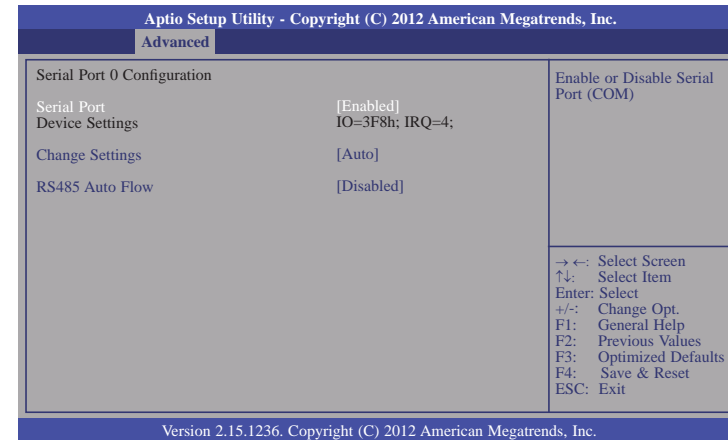 Aptio Setup Utility - Copyright (C) 2012 American Megatrends, Inc.
Advanced
Serial Port 0 Configuration
Serial Port [Enabled]
Device Settings IO=3F8h; IRQ=4;
Change Settings [Auto]
RS485 Auto Flow [Disabled]
Enable or Disable Serial
Port (COM)
→ ←: Select Screen
↑↓: Select Item
Enter: Select
+/-: Change Opt.
F1: General Help
F2: Previous Values
F3: Optimized Defaults
F4: Save & Reset
ESC: Exit
Version 2.15.1236. Copyright (C) 2012 American Megatrends, Inc.